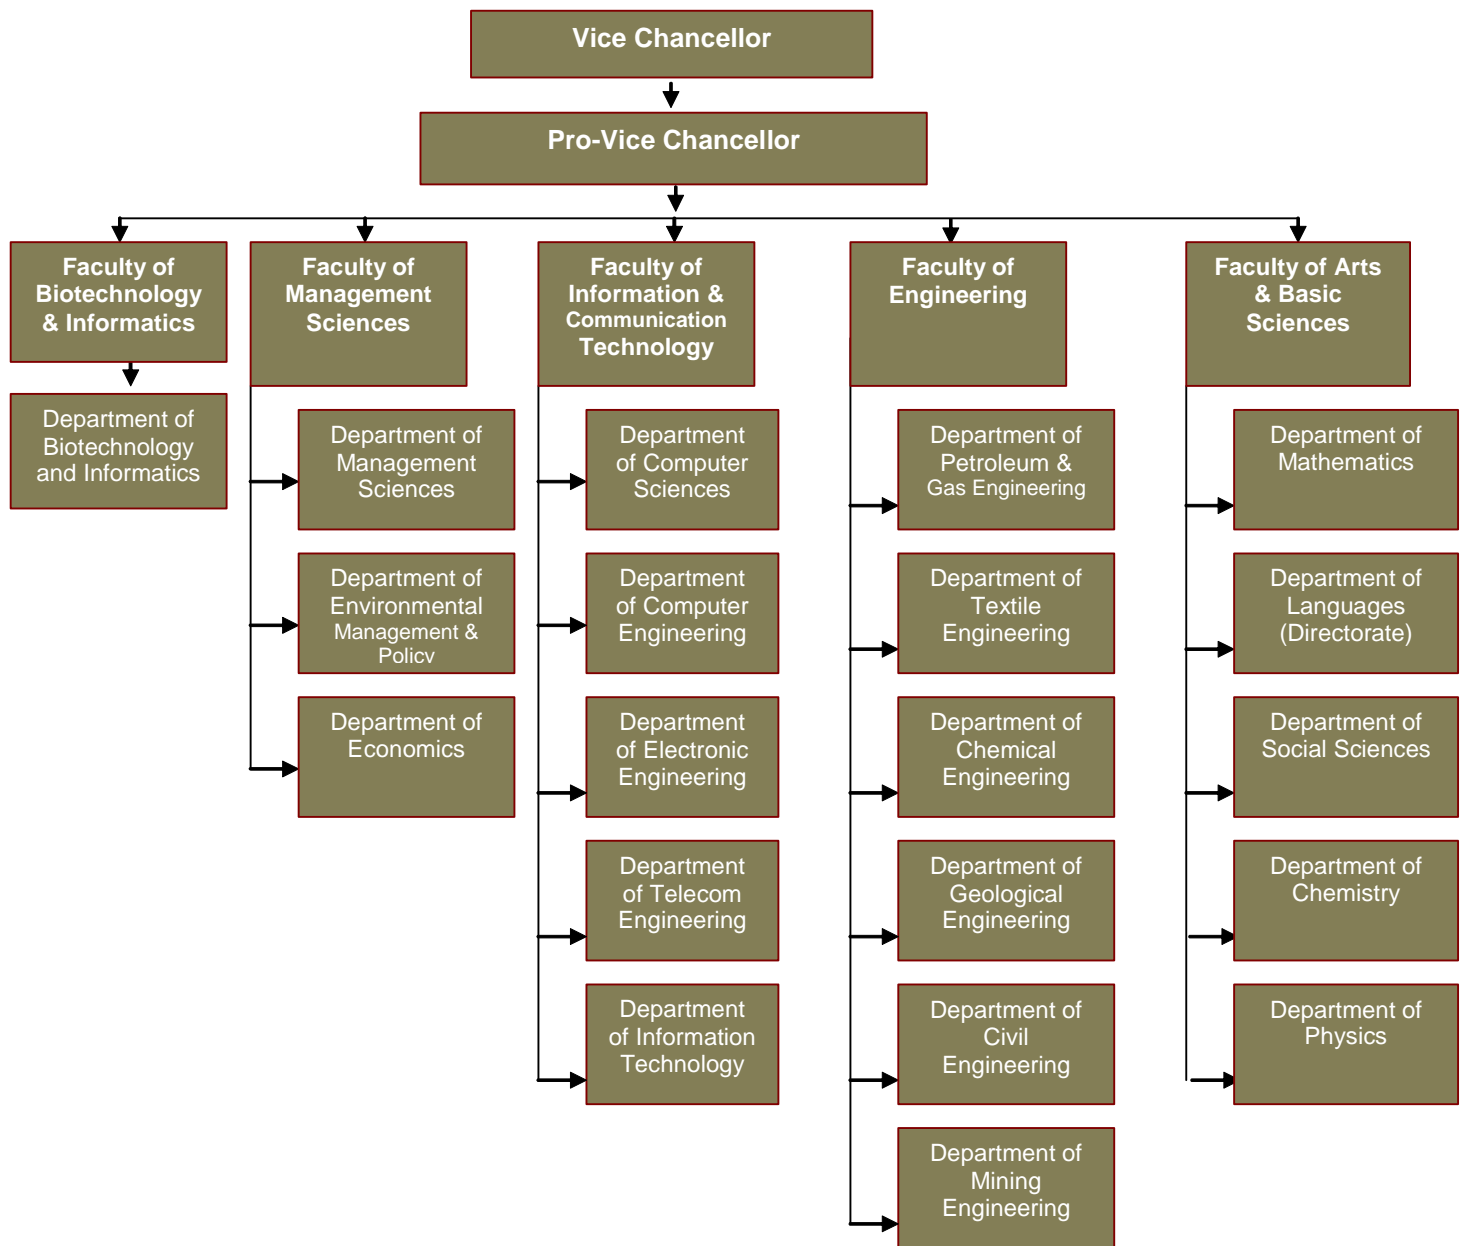 Vice Chancellor
Pro-Vice Chancellor
Faculty of
Biotechnology
& Informatics
Faculty of
Management
Sciences
Faculty of
Information &
Communication
Technology
Faculty of
Engineering
Faculty of Arts
& Basic
Sciences
Department of
Biotechnology
and Informatics
Department of
Management
Sciences
Department of
Environmental
Management &
Policy
Department of
Economics
Department
of Computer
Sciences
Department
of Computer
Engineering
Department
of Electronic
Engineering
Department
of Telecom
Engineering
Department
of Information
Technology
Department of
Petroleum &
Gas Engineering
Department of
Textile
Engineering
Department of
Chemical
Engineering
Department of
Geological
Engineering
Department of
Civil
Engineering
Department of
Mining
Engineering
Department of
Mathematics
Department of
Languages
(Directorate)
Department of
Social Sciences
Department of
Chemistry
Department of
Physics